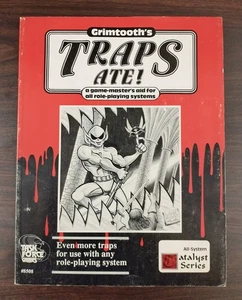 Grimtooth's
TRAPS
ATE!
a game-master's aid for
all role-playing systems
TASK
FORCE
GAMES
Even more traps
for use with any
role-playing system
All-System
Catalyst
Series